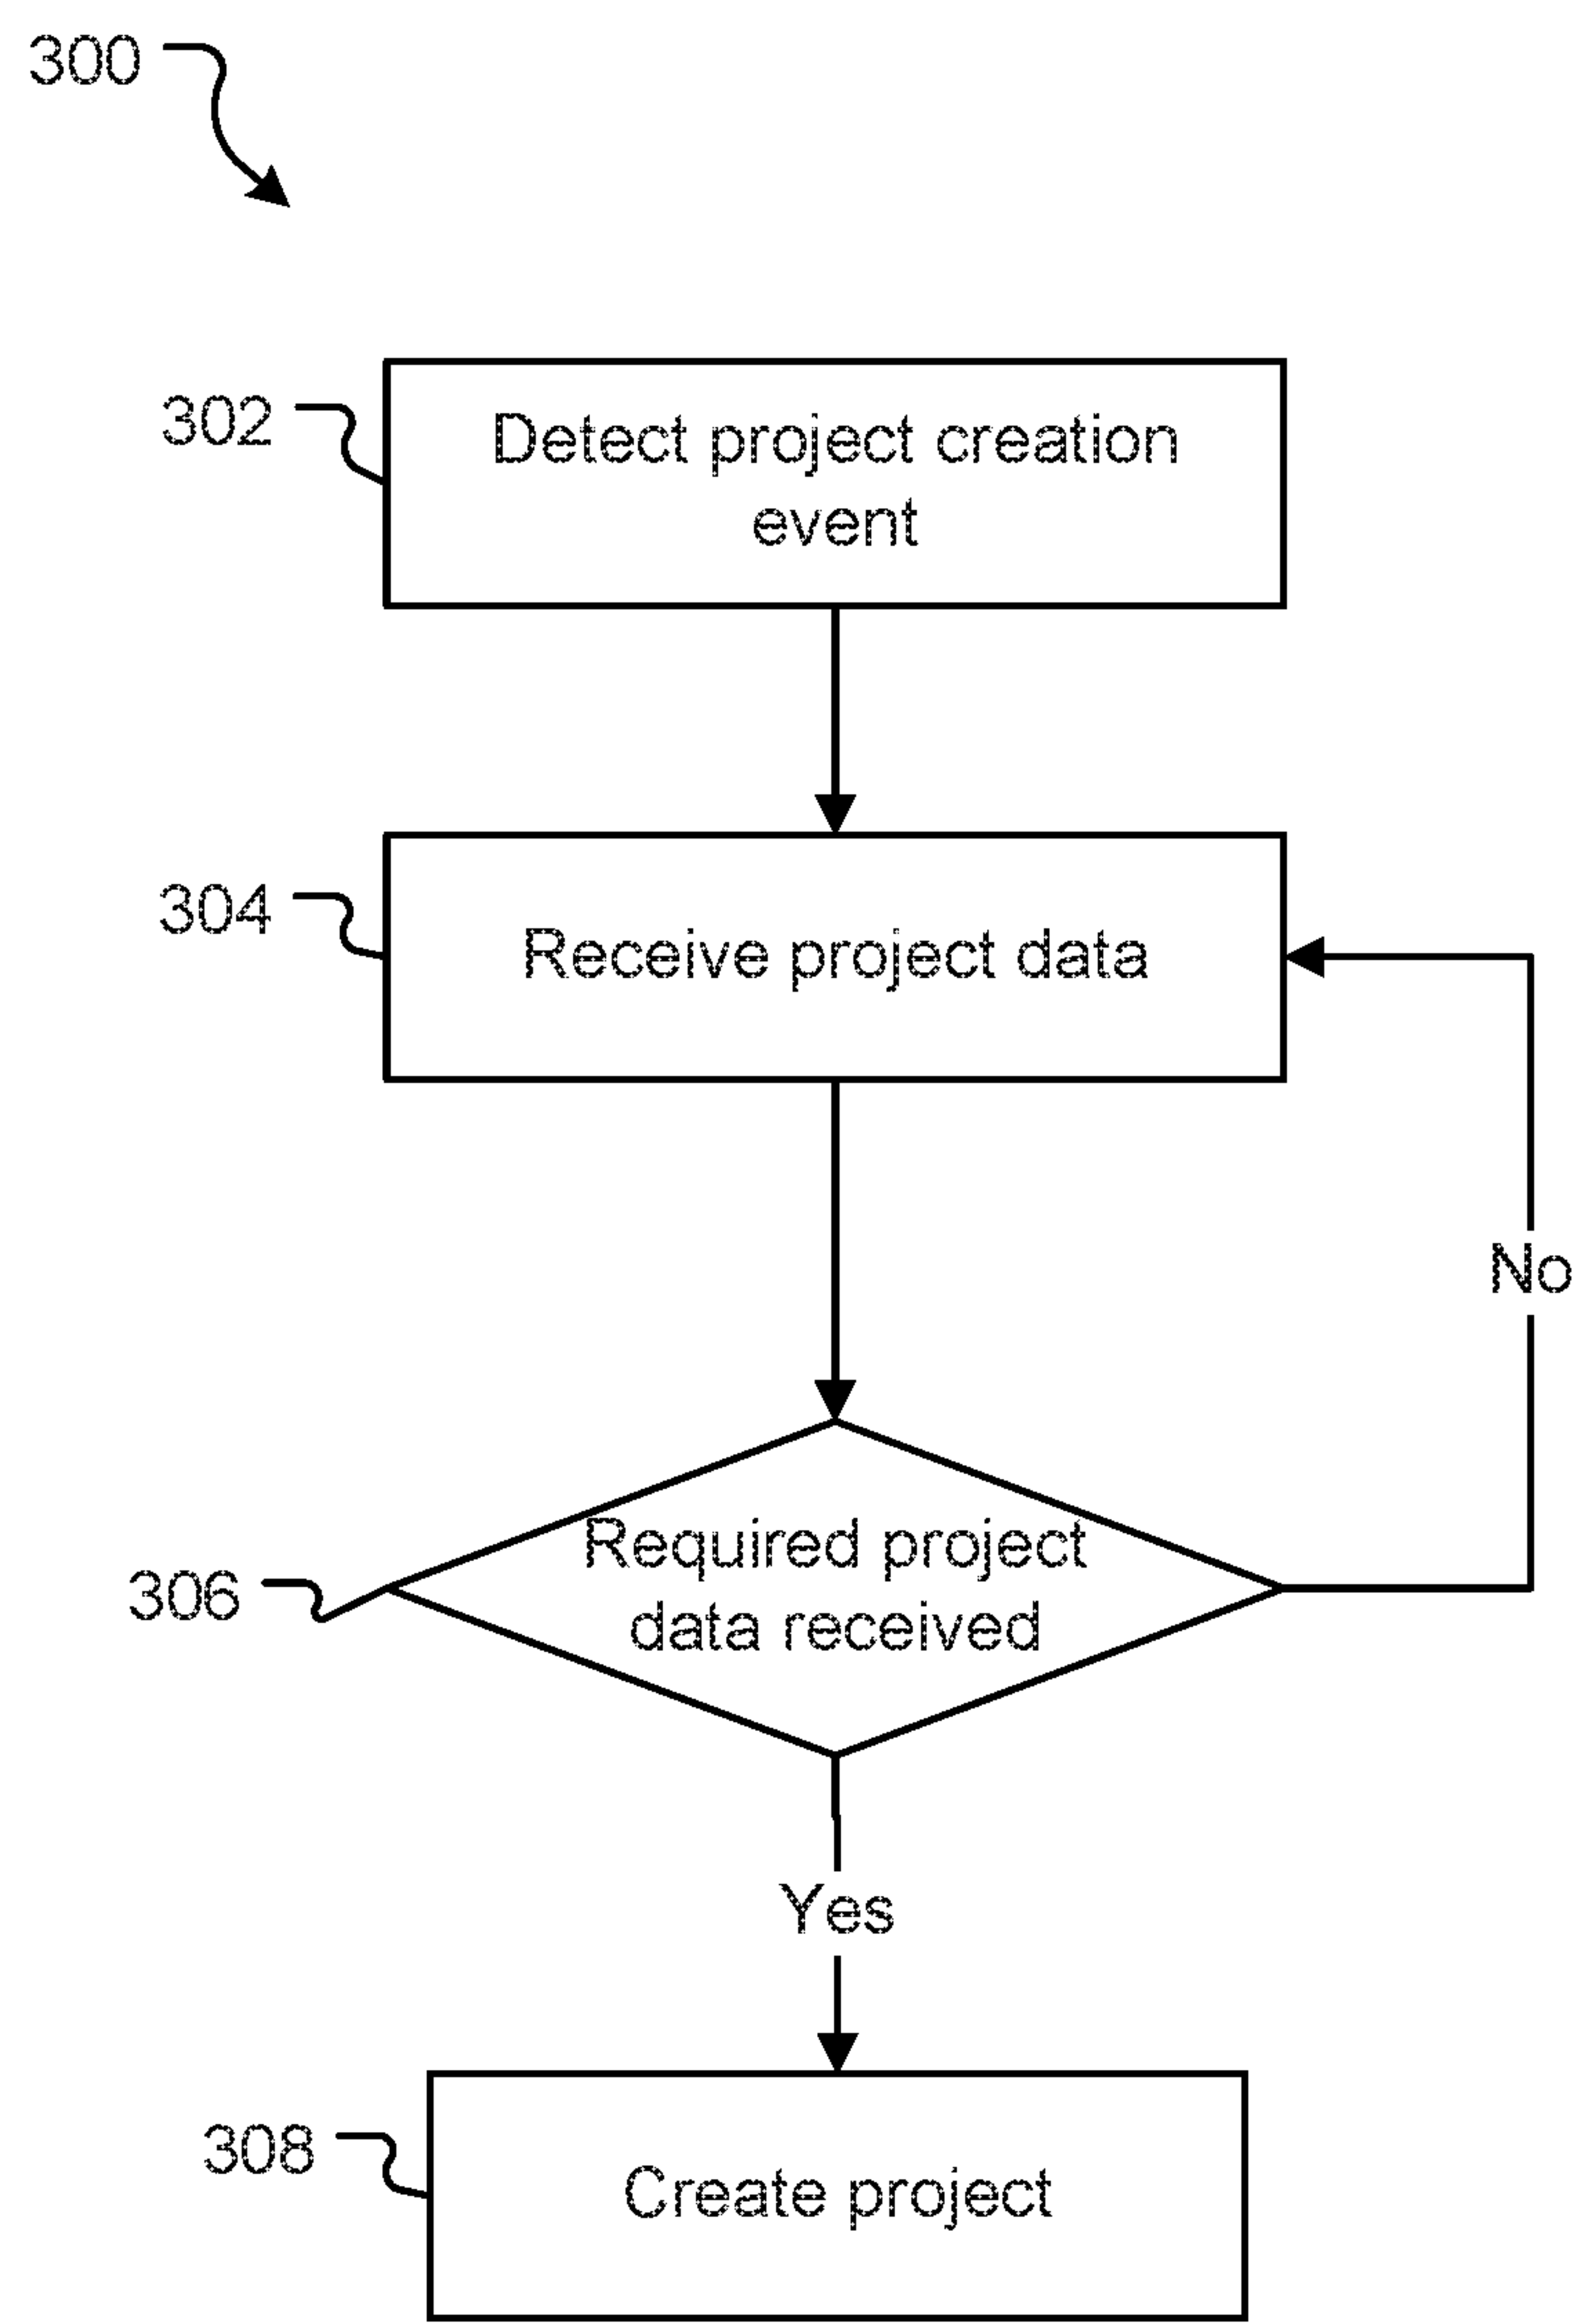 300
302
Detect project creation
event
304
Receive project data
No
306
Required project
data received
Yes
308
Create project